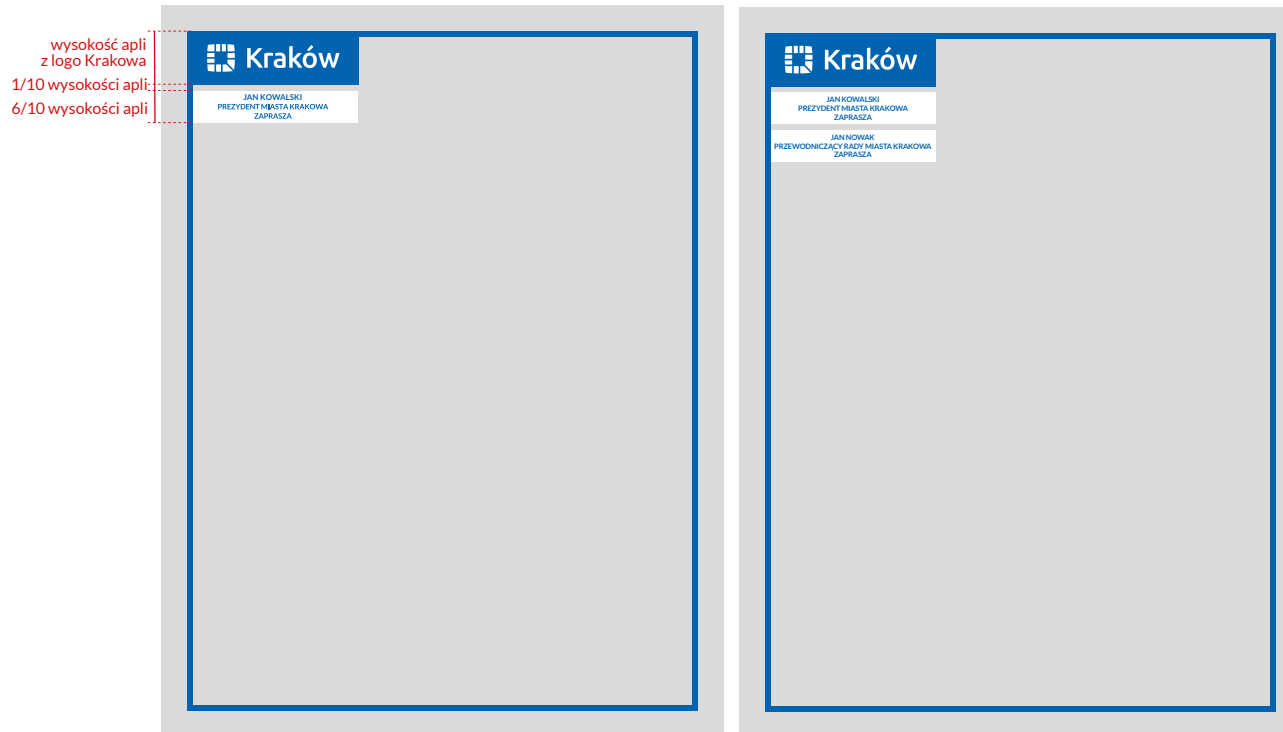 wysokość apli
z logo Krakowa
1/10 wysokości apli
6/10 wysokości apli
Kraków
JAN KOWALSKI
PREZYDENT MIASTA KRAKOWA
ZAPRASZA
Kraków
JAN KOWALSKI
PREZYDENT MIASTA KRAKOWA
ZAPRASZA
JAN NOWAK
PRZEWODNICZĄCY RADY MIASTA KRAKOWA
ZAPRASZA